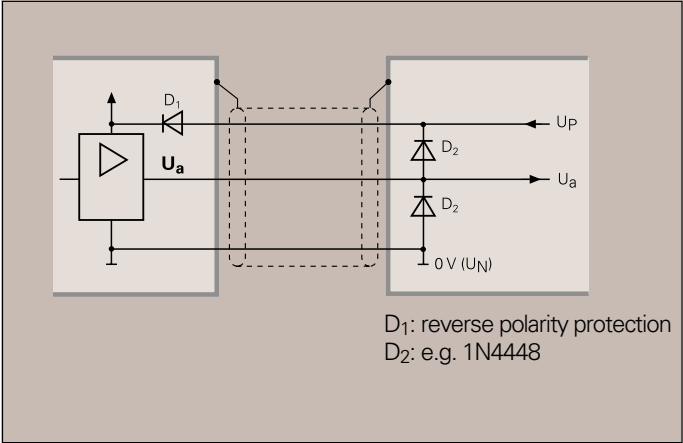 D1
UP
D2
Ua
Ua
D2
0 V (UN)
D1: reverse polarity protection
D2: e.g. 1N4448